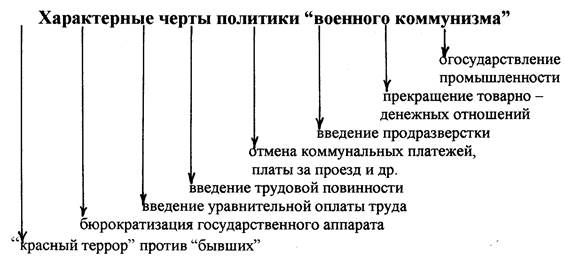 Характерные черты политики “военного коммунизма”
огосударствление
промышленности
прекращение товарно –
денежных отношений
введение продразверстки
отмена коммунальных платежей,
платы за проезд и др.
введение трудовой повинности
введение уравнительной оплаты труда
бюрократизация государственного аппарата
“красный террор” против “бывших”